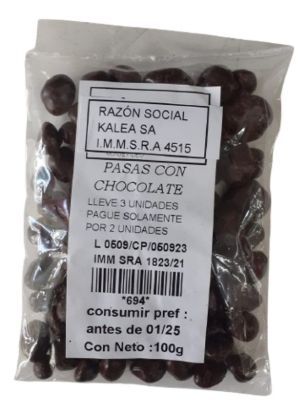 RAZÓN SOCIAL
KALEA SA
I.M.M.S.R.A 4515
PASAS CON
CHOCOLATE
LLEVE 3 UNIDADES
PAGUE SOLAMENTE
POR 2 UNIDADES
L 0509/CP/050923
IMM SRA 1823/21
*694*
consumir pref :
antes de 01/25
Con Neto :100g